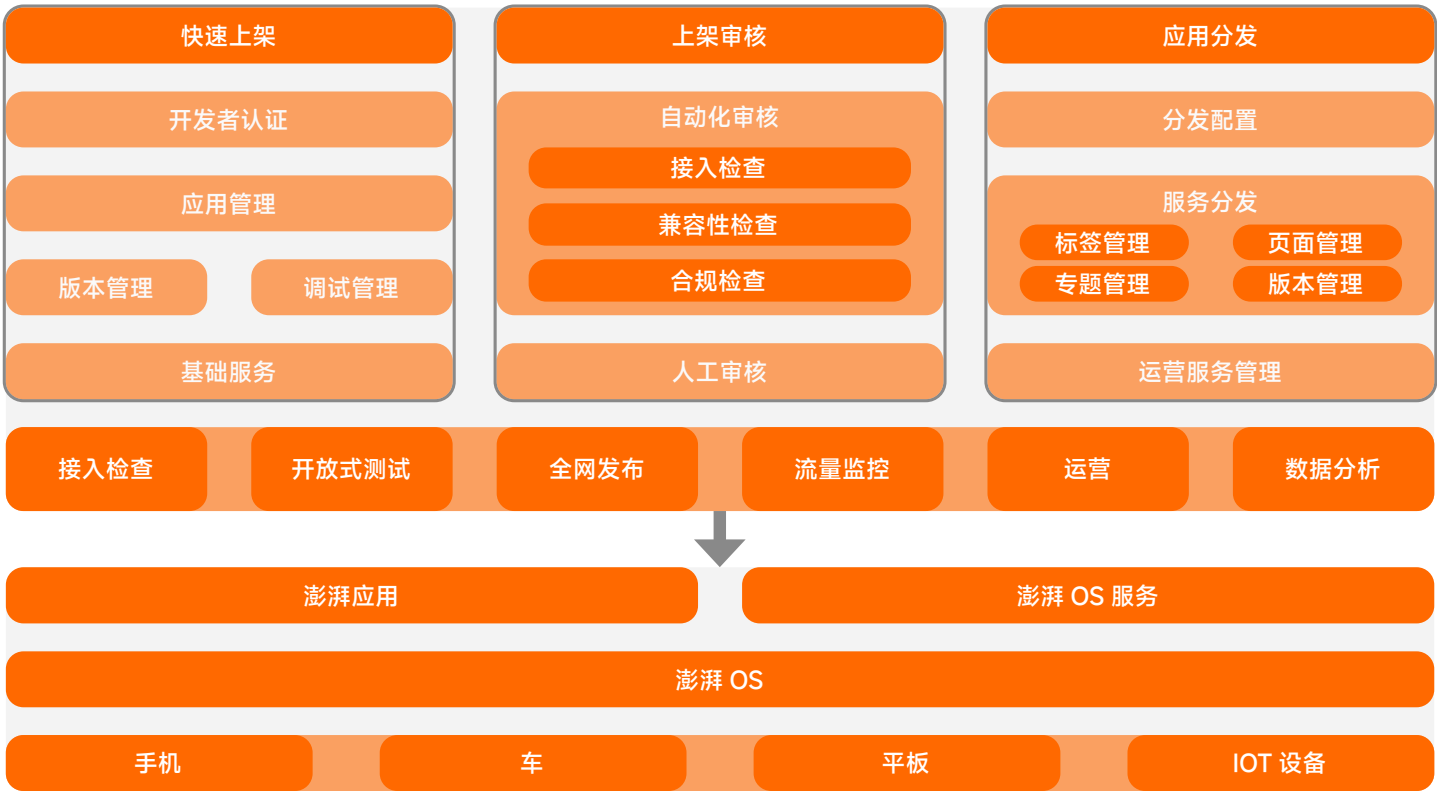 快速上架
开发者认证
应用管理
版本管理
调试管理
基础服务
上架审核
自动化审核
接入检查
兼容性检查
合规检查
人工审核
应用分发
分发配置
服务分发
标签管理
页面管理
专题管理
版本管理
运营服务管理
接入检查
开放式测试
全网发布
流量监控
运营
数据分析
澎湃应用
澎湃 OS 服务
澎湃 OS
手机
车
平板
IOT 设备